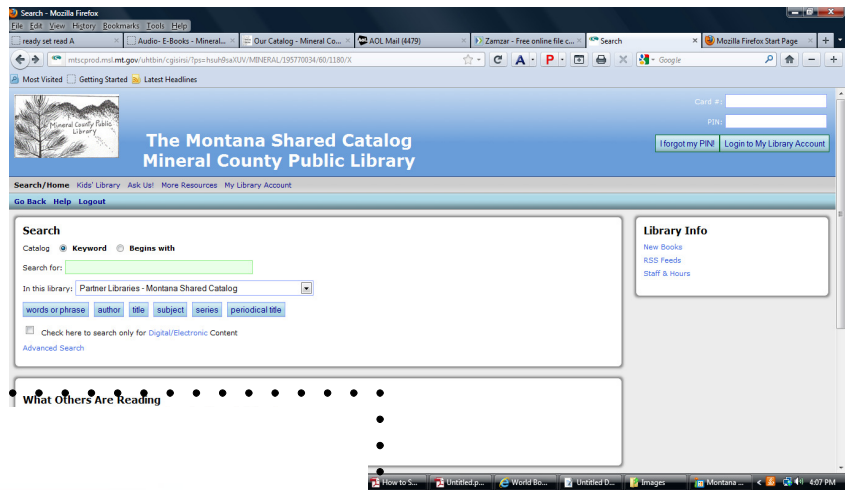 Search - Mozilla Firefox
File Edit View History Bookmarks Tools Help
ready set read A × Audio- E-Books - Mineral... × Our Catalog - Mineral Co... × AOL Mail (4479) × Zamzar - Free online file c... × Search × Mozilla Firefox Start Page × +
mtscprod.msl.mt.gov/uhtbin/cgisirsi/?ps=hsuh9saXUV/MINERAL/195770034/60/1180/X Google
Most Visited Getting Started Latest Headlines
Mineral County Public
Library
Card #:
PIN:
The Montana Shared Catalog
Mineral County Public Library
I forgot my PIN! Login to My Library Account
Search/Home Kids' Library Ask Us! More Resources My Library Account
Go Back Help Logout
Search
Catalog Keyword Begins with
Search for:
In this library: Partner Libraries - Montana Shared Catalog
words or phrase author title subject series periodical title
Check here to search only for Digital/Electronic Content
Advanced Search
Library Info
New Books
RSS Feeds
Staff & Hours
What Others Are Reading
How to S... Untitled.p... World Bo... Untitled D... Images Montana ... 4:07 PM